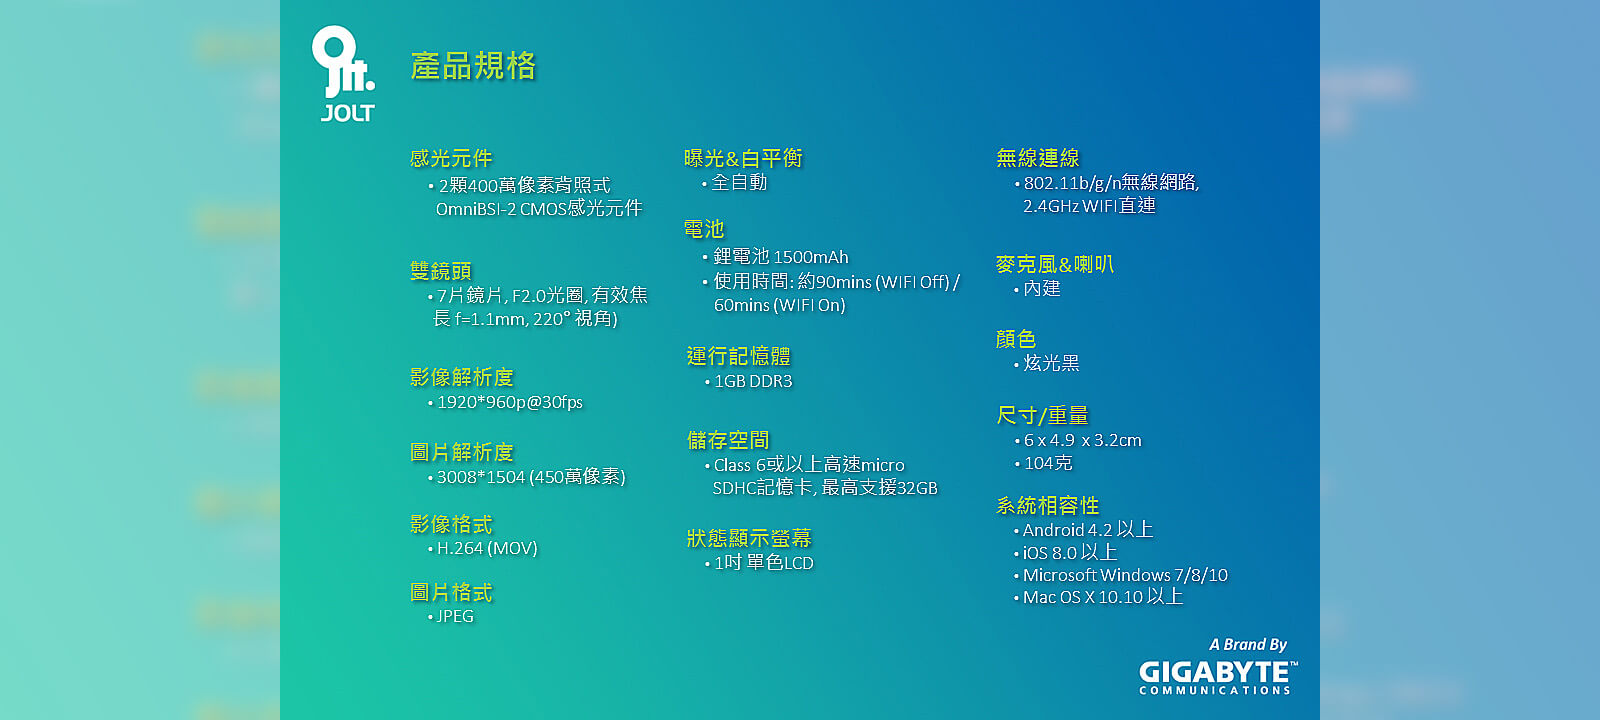 Jlt.
JOLT
產品規格
感光元件
• 2顆400萬像素背照式
OmniBSI-2 CMOS感光元件
雙鏡頭
• 7片鏡片, F2.0光圈, 有效焦
長 f=1.1mm, 220° 視角)
影像解析度
• 1920*960p@30fps
圖片解析度
• 3008*1504 (450萬像素)
影像格式
• H.264 (MOV)
圖片格式
• JPEG
曝光&白平衡
• 全自動
電池
• 鋰電池 1500mAh
• 使用時間: 約90mins (WIFI Off) /
60mins (WIFI On)
運行記憶體
• 1GB DDR3
儲存空間
• Class 6或以上高速micro
SDHC記憶卡, 最高支援32GB
狀態顯示螢幕
• 1吋 單色LCD
無線連線
• 802.11b/g/n無線網路,
2.4GHz WIFI直連
麥克風&喇叭
• 內建
顏色
• 炫光黑
尺寸/重量
• 6 x 4.9 x 3.2cm
• 104克
系統相容性
• Android 4.2 以上
• iOS 8.0 以上
• Microsoft Windows 7/8/10
• Mac OS X 10.10 以上
A Brand By
GIGABYTE™
COMMUNICATIONS